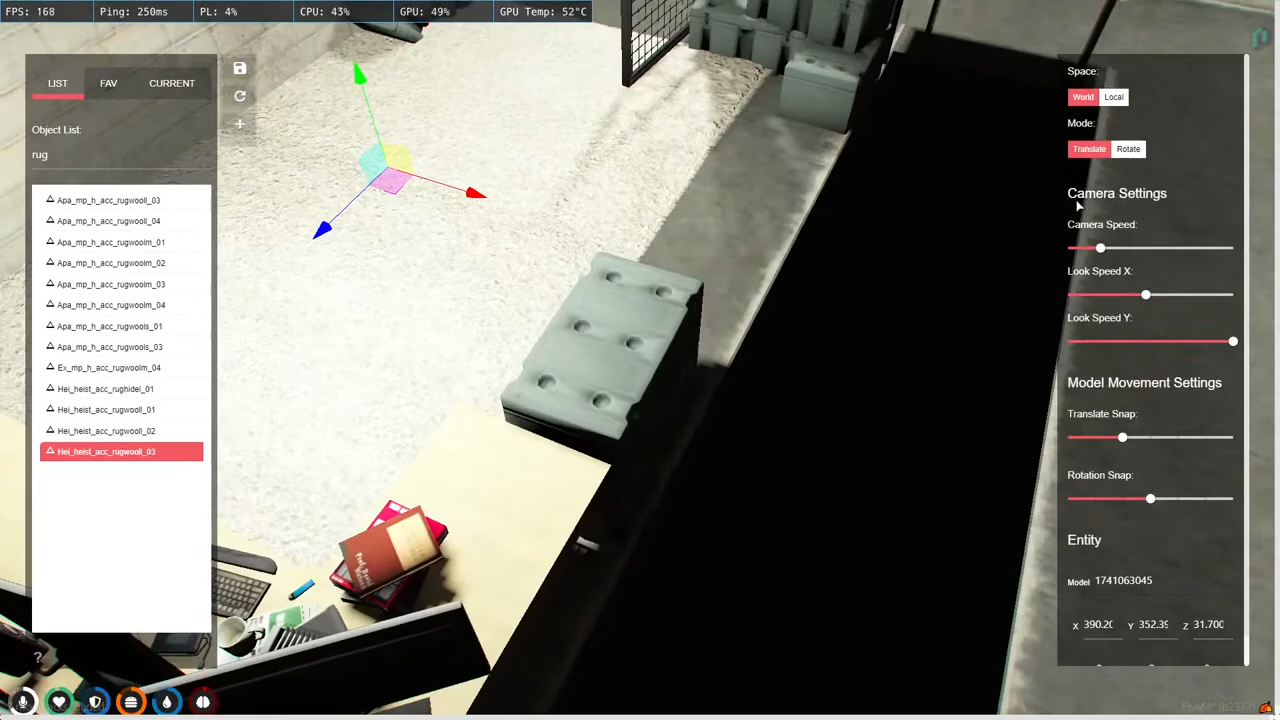 FPS: 168 Ping: 250ms PL: 4% CPU: 43% GPU: 49% GPU Temp: 52°C
LIST FAV CURRENT
Object List:
rug
Apa_mp_h_acc_rugwooll_03
Apa_mp_h_acc_rugwooll_04
Apa_mp_h_acc_rugwoolm_01
Apa_mp_h_acc_rugwoolm_02
Apa_mp_h_acc_rugwoolm_03
Apa_mp_h_acc_rugwoolm_04
Apa_mp_h_acc_rugwools_01
Apa_mp_h_acc_rugwools_03
Ex_mp_h_acc_rugwoolm_04
Hei_heist_acc_rughidel_01
Hei_heist_acc_rugwooll_01
Hei_heist_acc_rugwooll_02
Hei_heist_acc_rugwooll_03
?
Space:
World Local
Mode:
Translate Rotate
Camera Settings
Camera Speed:
Look Speed X:
Look Speed Y:
Model Movement Settings
Translate Snap:
Rotation Snap:
Entity
Model 1741063045
X 390.20 Y 352.39 Z 31.700